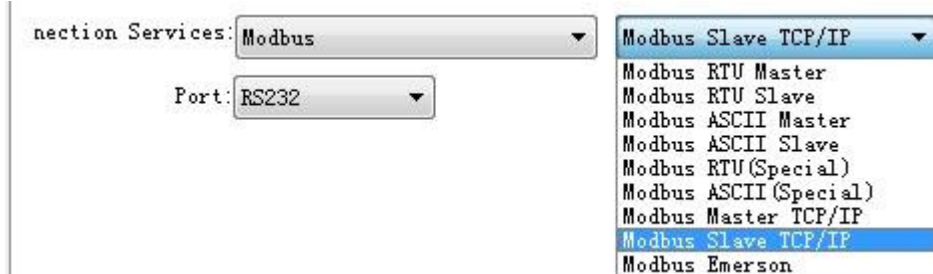 nection Services: Modbus Modbus Slave TCP/IP
Port: RS232
Modbus RTU Master
Modbus RTU Slave
Modbus ASCII Master
Modbus ASCII Slave
Modbus RTU(Special)
Modbus ASCII(Special)
Modbus Master TCP/IP
Modbus Slave TCP/IP
Modbus Emerson